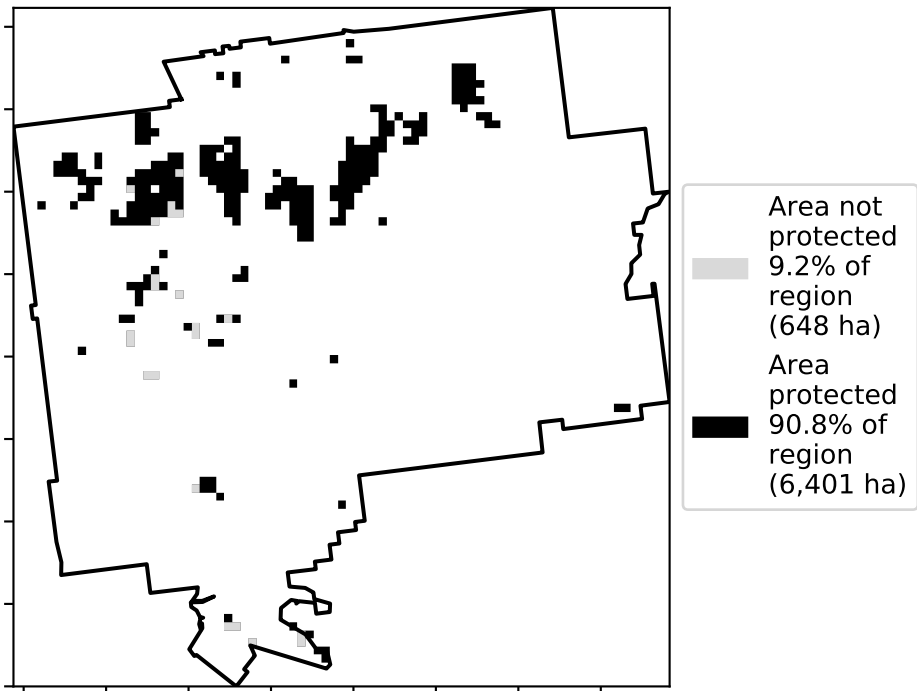 Area not
protected
9.2% of
region
(648 ha)
Area
protected
90.8% of
region
(6,401 ha)